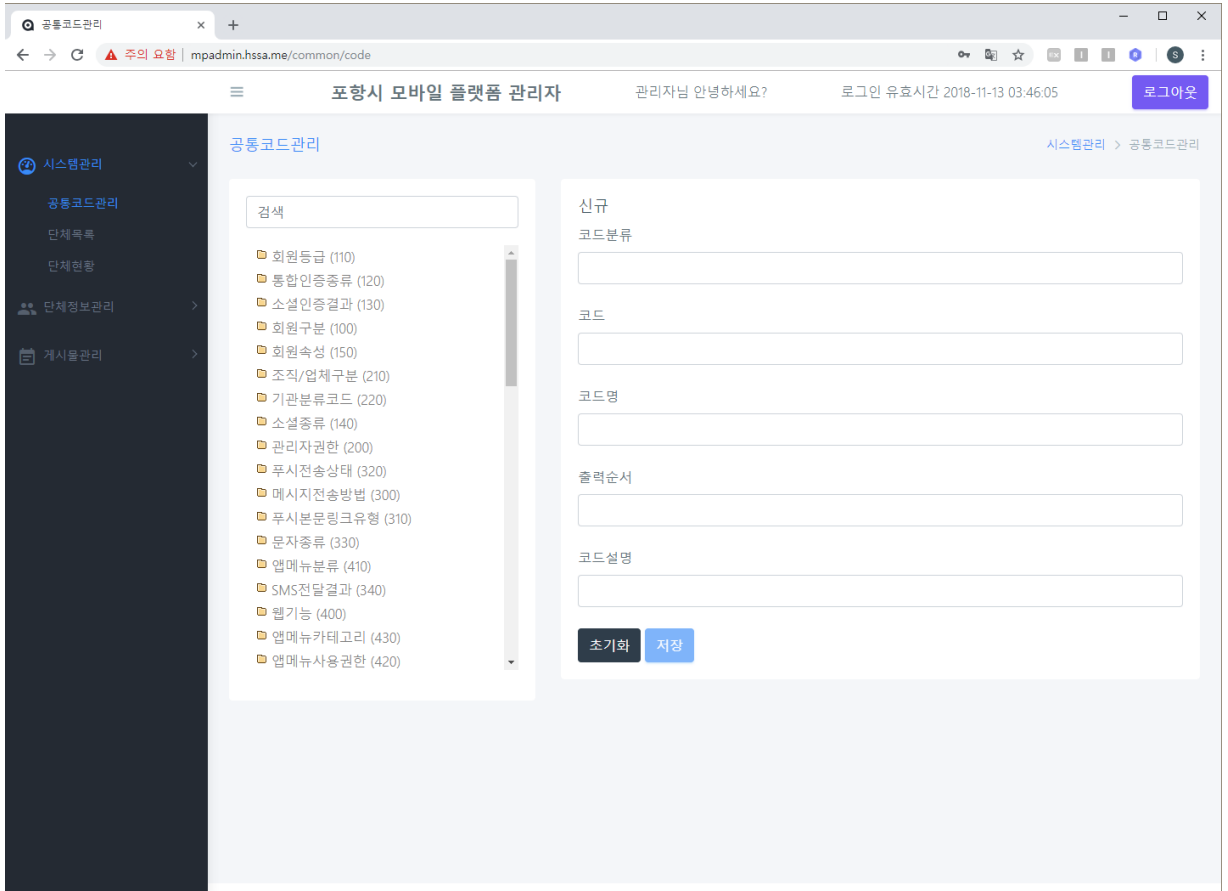 공통코드관리
주의 요함 | mpadmin.hssa.me/common/code
포항시 모바일 플랫폼 관리자 관리자님 안녕하세요? 로그인 유효시간 2018-11-13 03:46:05 로그아웃
시스템관리
공통코드관리
단체목록
단체현황
단체정보관리
게시물관리
공통코드관리
시스템관리 > 공통코드관리
검색
회원등급 (110)
통합인증종류 (120)
소셜인증결과 (130)
회원구분 (100)
회원속성 (150)
조직/업체구분 (210)
기관분류코드 (220)
소셜종류 (140)
관리자권한 (200)
푸시전송상태 (320)
메시지전송방법 (300)
푸시본문링크유형 (310)
문자종류 (330)
앱메뉴분류 (410)
SMS전달결과 (340)
웹기능 (400)
앱메뉴카테고리 (430)
앱메뉴사용권한 (420)
신규
코드분류
코드
코드명
출력순서
코드설명
초기화 저장